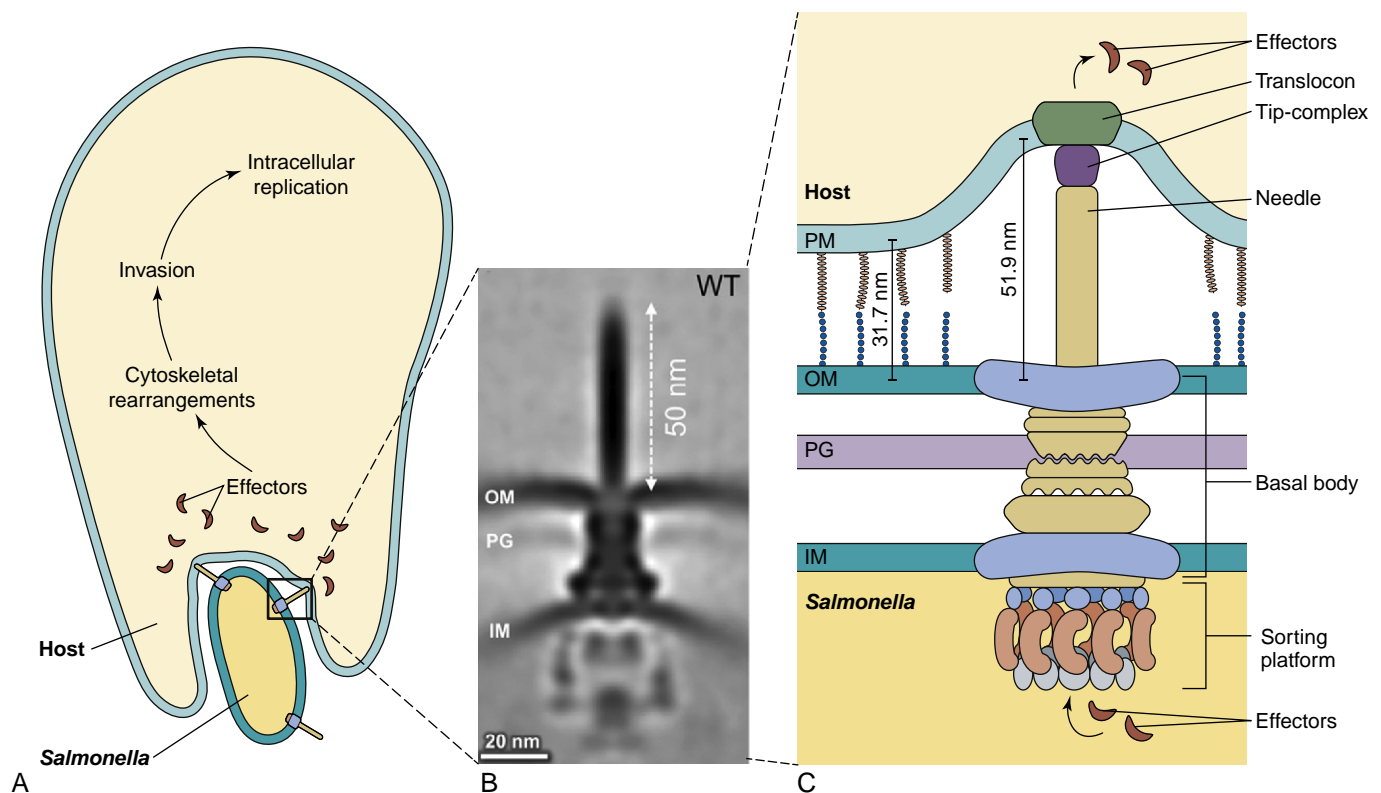 Intracellular
replication
Invasion
Cytoskeletal
rearrangements
Effectors
Host
Salmonella
A
WT
50 nm
OM
PG
IM
20 nm
B
Effectors
Translocon
Tip-complex
Needle
Host
PM
51.9 nm
31.7 nm
OM
PG
Basal body
IM
Salmonella
Sorting
platform
Effectors
C